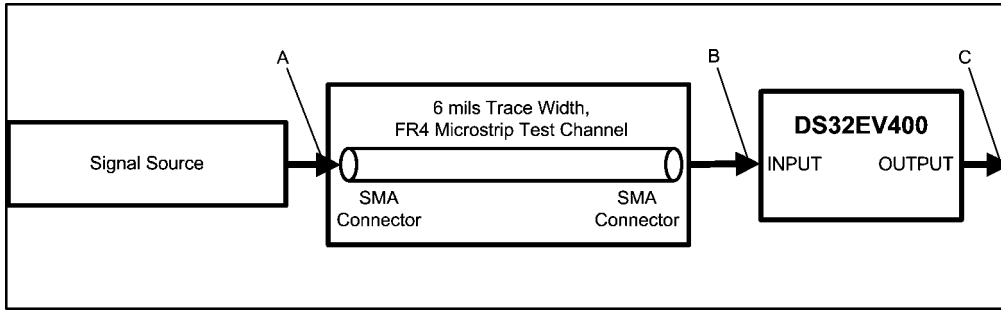 A
B
C
6 mils Trace Width,
FR4 Microstrip Test Channel
Signal Source
SMA
Connector
SMA
Connector
DS32EV400
INPUT
OUTPUT